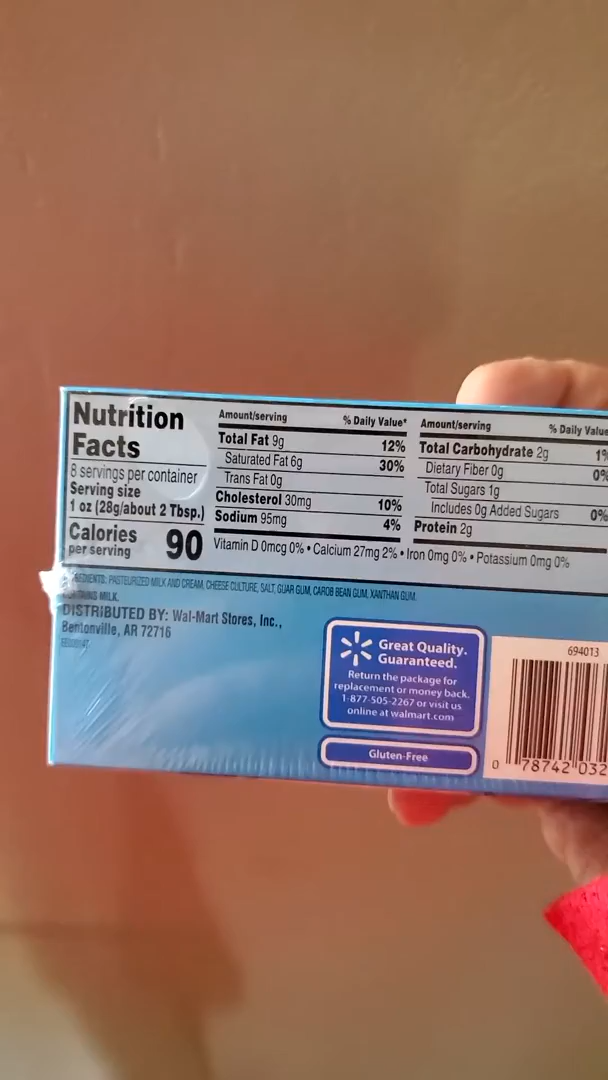 Nutrition
Facts
8 servings per container
Serving size
1 oz (28g/about 2 Tbsp.)
Calories
per serving 90
Amount/serving % Daily Value*
Total Fat 9g 12%
Saturated Fat 6g 30%
Trans Fat 0g
Cholesterol 30mg 10%
Sodium 95mg 4%
Amount/serving % Daily Value
Total Carbohydrate 2g 1%
Dietary Fiber 0g 0%
Total Sugars 1g
Includes 0g Added Sugars 0%
Protein 2g
Vitamin D 0mcg 0% • Calcium 27mg 2% • Iron 0mg 0% • Potassium 0mg 0%
PASTEURIZED MILK AND CREAM, CHEESE CULTURE, SALT, GUAR GUM, CAROB BEAN GUM, XANTHAN GUM.
MILK.
DISTRIBUTED BY: Wal-Mart Stores, Inc.,
Bentonville, AR 72716
Great Quality.
Guaranteed.
Return the package for
replacement or money back.
1-877-505-2267 or visit us
online at walmart.com
Gluten-Free
694013
0 78742 032